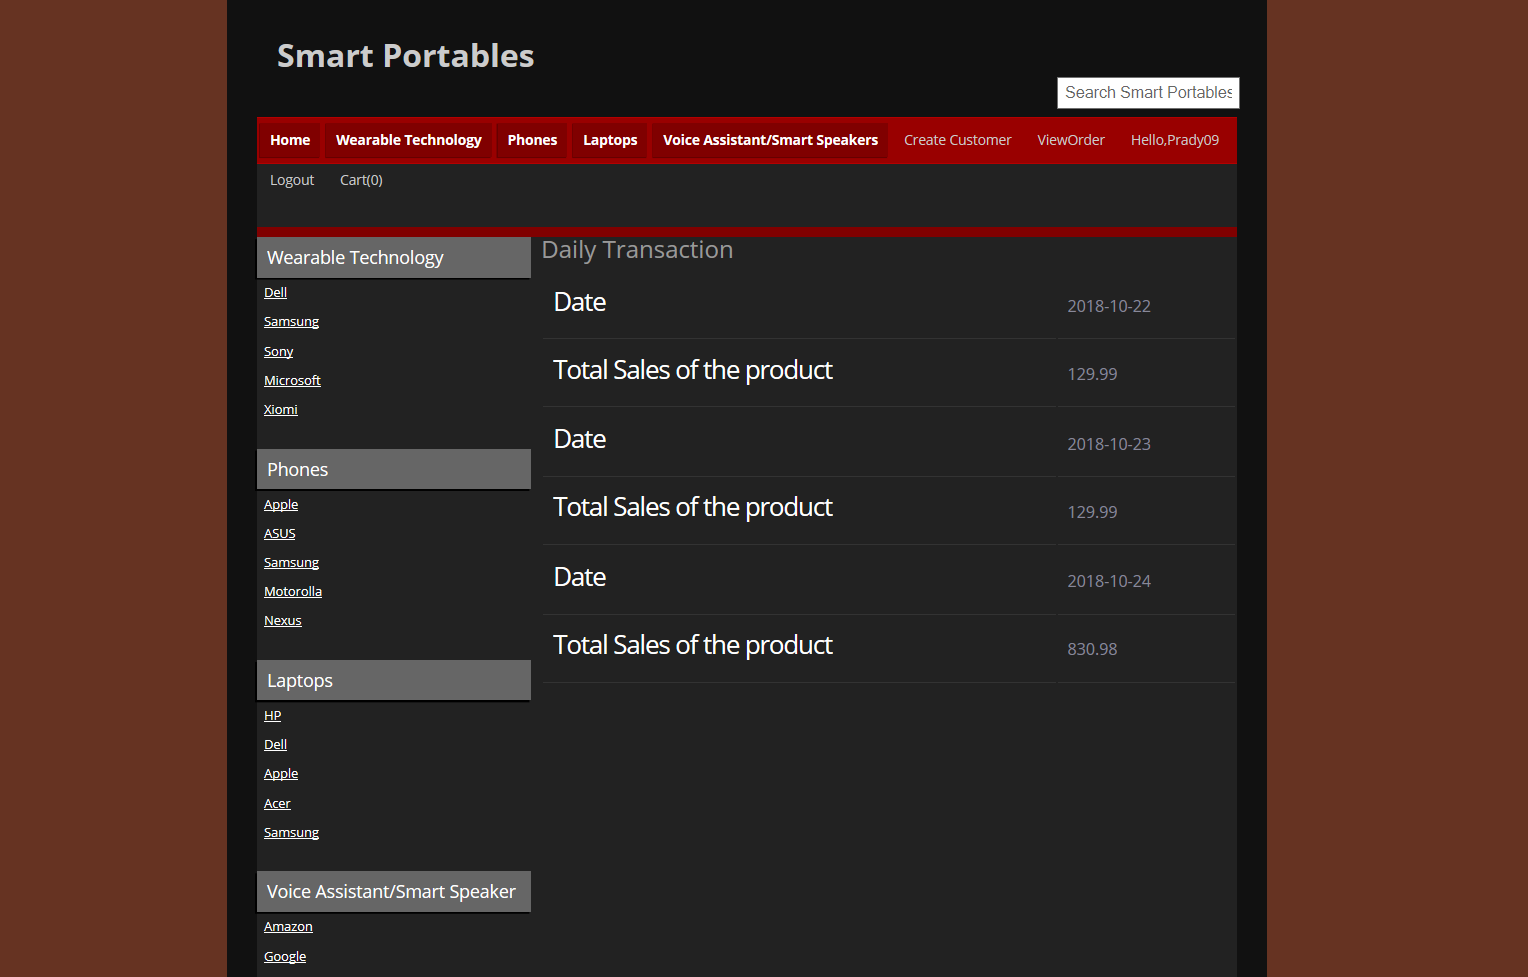 Smart Portables
Search Smart Portables
Home Wearable Technology Phones Laptops Voice Assistant/Smart Speakers Create Customer ViewOrder Hello,Prady09
Logout Cart(0)
Wearable Technology
Dell
Samsung
Sony
Microsoft
Xiomi
Phones
Apple
ASUS
Samsung
Motorolla
Nexus
Laptops
HP
Dell
Apple
Acer
Samsung
Voice Assistant/Smart Speaker
Amazon
Google
Daily Transaction
Date 2018-10-22
Total Sales of the product 129.99
Date 2018-10-23
Total Sales of the product 129.99
Date 2018-10-24
Total Sales of the product 830.98